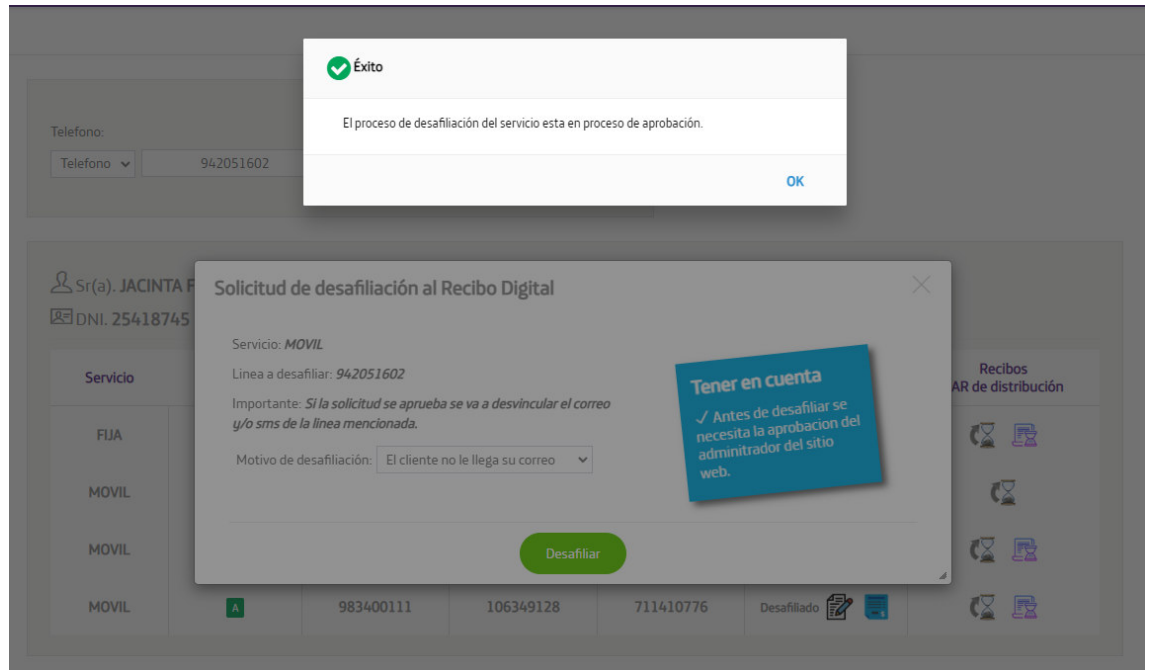 Éxito
El proceso de desafiliación del servicio esta en proceso de aprobación.
OK
Telefono:
Telefono 942051602
Sr(a). JACINTA F
DNI. 25418745
Solicitud de desafiliación al Recibo Digital
Servicio: MOVIL
Linea a desafiliar: 942051602
Importante: Si la solicitud se aprueba se va a desvincular el correo
y/o sms de la linea mencionada.
Motivo de desafiliación: El cliente no le llega su correo
Tener en cuenta
✓ Antes de desafiliar se
necesita la aprobacion del
adminitrador del sitio
web.
Desafiliar
Servicio
Recibos
AR de distribución
FIJA
MOVIL
MOVIL
MOVIL A 983400111 106349128 711410776 Desafiliado